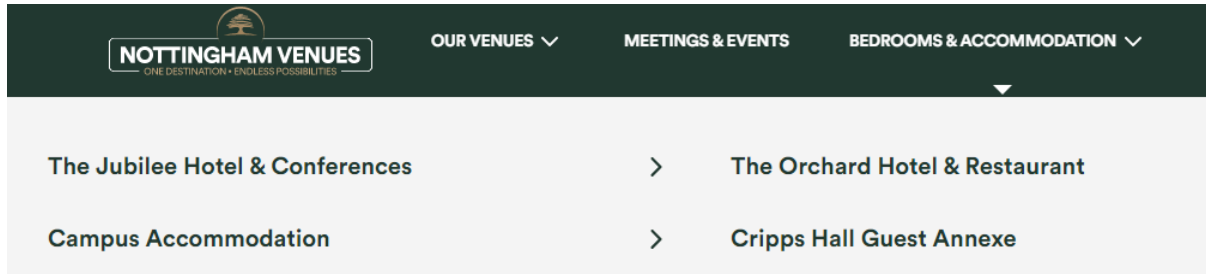 NOTTINGHAM VENUES
ONE DESTINATION • ENDLESS POSSIBILITIES
OUR VENUES
MEETINGS & EVENTS
BEDROOMS & ACCOMMODATION
The Jubilee Hotel & Conferences
The Orchard Hotel & Restaurant
Campus Accommodation
Cripps Hall Guest Annexe